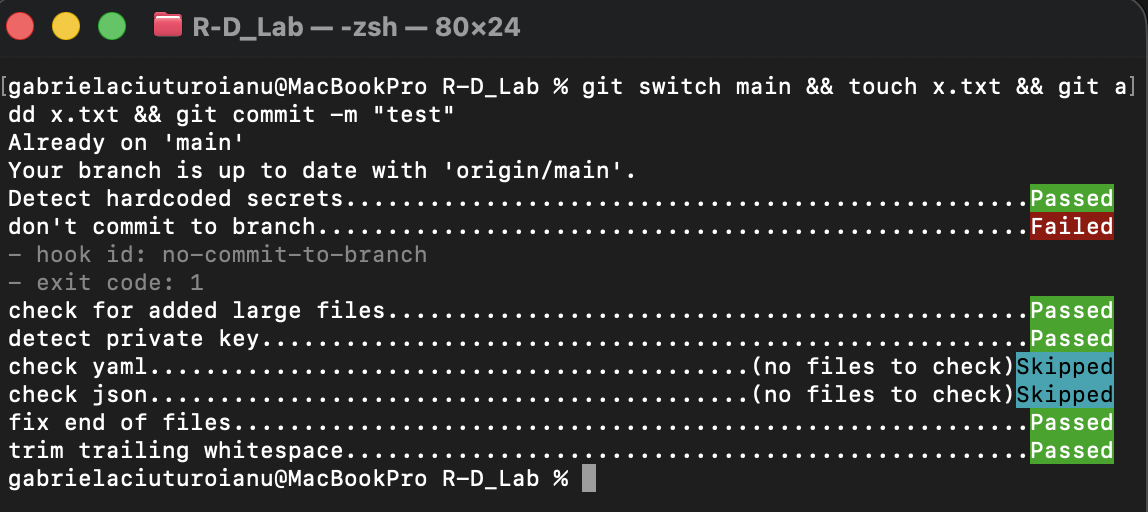 R-D_Lab — -zsh — 80×24
[gabrielaciuturoianu@MacBookPro R-D_Lab % git switch main && touch x.txt && git a]
dd x.txt && git commit -m "test"
Already on 'main'
Your branch is up to date with 'origin/main'.
Detect hardcoded secrets.................................................Passed
don't commit to branch...................................................Failed
- hook id: no-commit-to-branch
- exit code: 1
check for added large files..............................................Passed
detect private key.......................................................Passed
check yaml...........................................(no files to check)Skipped
check json...........................................(no files to check)Skipped
fix end of files.........................................................Passed
trim trailing whitespace.................................................Passed
gabrielaciuturoianu@MacBookPro R-D_Lab %